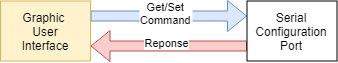 Graphic
User
Interface
Get/Set
Command
Reponse
Serial
Configuration
Port